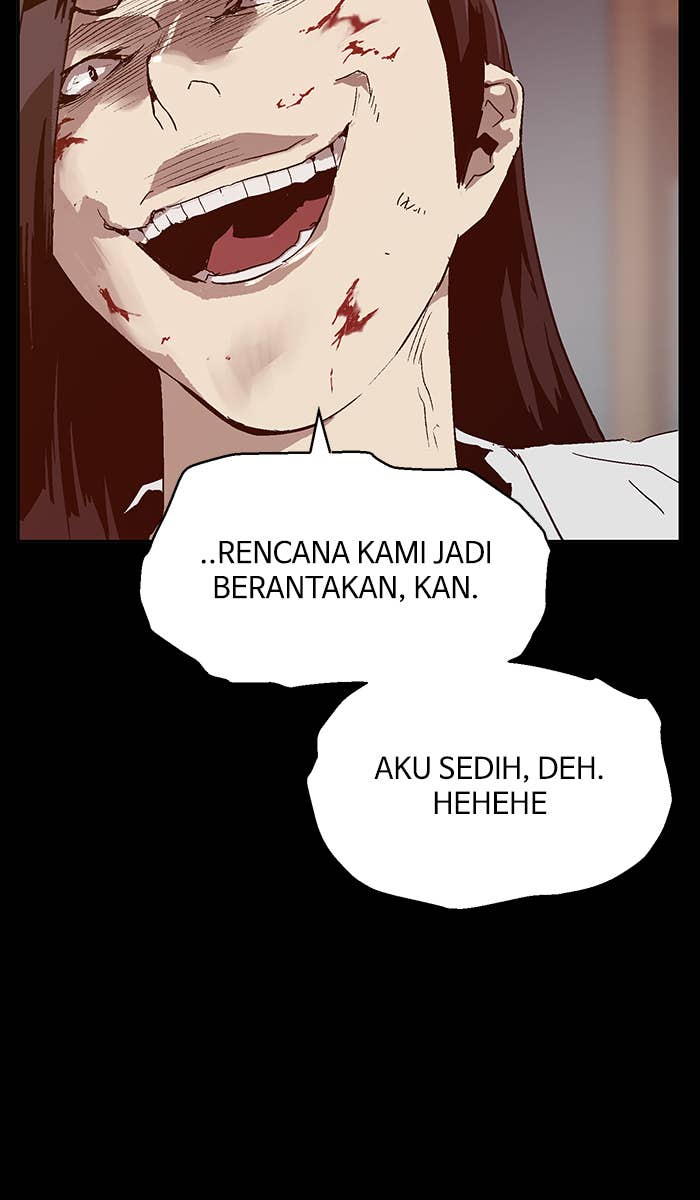 ..RENCANA KAMI JADI
BERANTAKAN, KAN.
AKU SEDIH, DEH.
HEHEHE